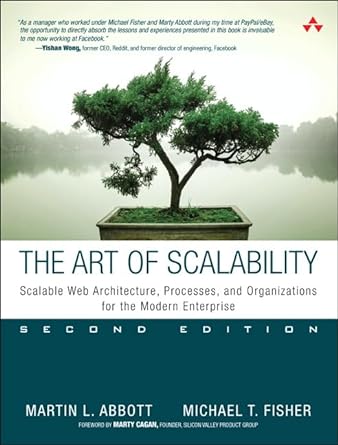 "As a manager who worked under Michael Fisher and Marty Abbott during my time at PayPal/eBay,
the opportunity to directly absorb the lessons and experiences presented in this book is invaluable
to me now working at Facebook."
—Yishan Wong, former CEO, Reddit, and former director of engineering, Facebook
THE ART OF SCALABILITY
Scalable Web Architecture, Processes, and Organizations
for the Modern Enterprise
SECOND EDITION
MARTIN L. ABBOTT MICHAEL T. FISHER
FOREWORD BY MARTY CAGAN, FOUNDER, SILICON VALLEY PRODUCT GROUP